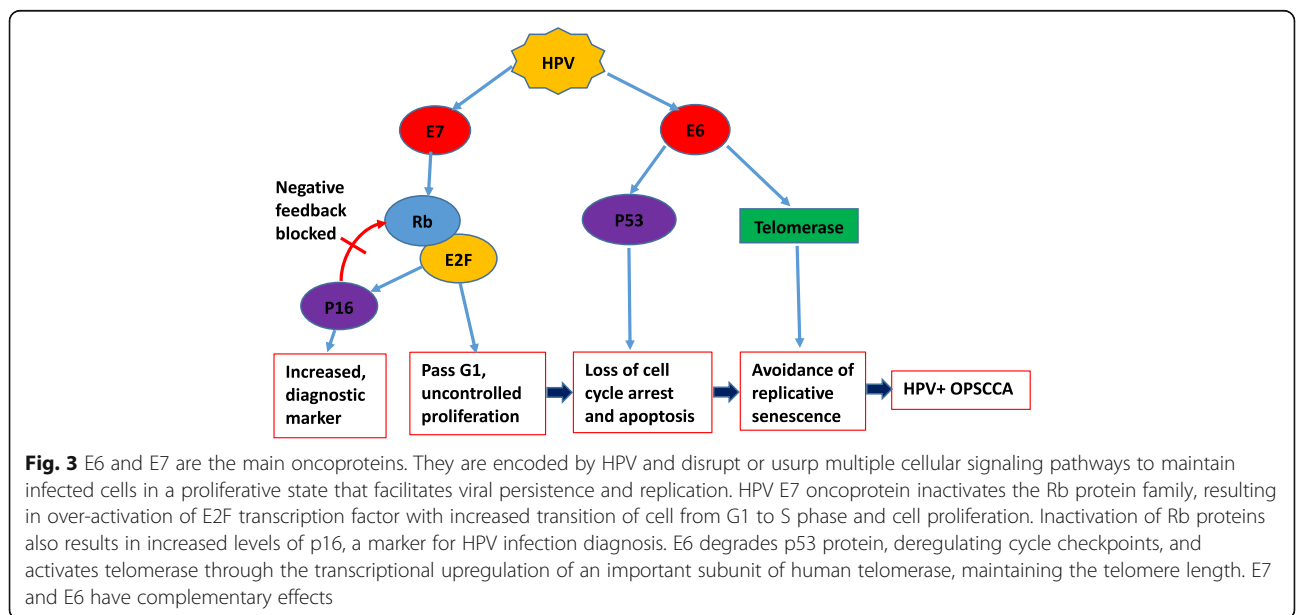 HPV
E7
E6
Negative
feedback
blocked
Rb
P53
Telomerase
E2F
P16
Increased,
diagnostic
marker
Pass G1,
uncontrolled
proliferation
Loss of cell
cycle arrest
and apoptosis
Avoidance of
replicative
senescence
HPV+ OPSCCA
Fig. 3 E6 and E7 are the main oncoproteins. They are encoded by HPV and disrupt or usurp multiple cellular signaling pathways to maintain
infected cells in a proliferative state that facilitates viral persistence and replication. HPV E7 oncoprotein inactivates the Rb protein family, resulting
in over-activation of E2F transcription factor with increased transition of cell from G1 to S phase and cell proliferation. Inactivation of Rb proteins
also results in increased levels of p16, a marker for HPV infection diagnosis. E6 degrades p53 protein, deregulating cycle checkpoints, and
activates telomerase through the transcriptional upregulation of an important subunit of human telomerase, maintaining the telomere length. E7
and E6 have complementary effects